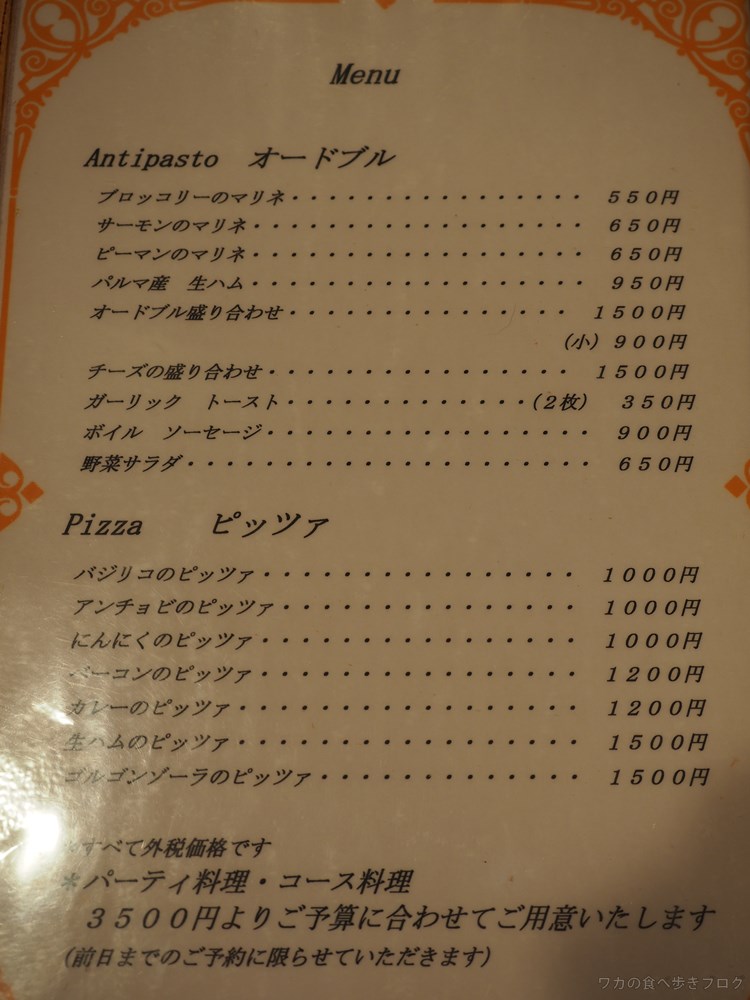 Menu
Antipasto　オードブル
ブロッコリーのマリネ・・・・・・・・・・・・・・・・　５５０円
サーモンのマリネ・・・・・・・・・・・・・・・・・・　６５０円
ピーマンのマリネ・・・・・・・・・・・・・・・・・・　６５０円
パルマ産　生ハム・・・・・・・・・・・・・・・・・・　９５０円
オードブル盛り合わせ・・・・・・・・・・・・・・・　１５００円
（小）９００円
チーズの盛り合わせ・・・・・・・・・・・・・・・・　１５００円
ガーリック　トースト・・・・・・・・・・・・・（２枚）　３５０円
ボイル　ソーセージ・・・・・・・・・・・・・・・・・　９００円
野菜サラダ・・・・・・・・・・・・・・・・・・・・・　６５０円
Pizza　　ピッツァ
バジリコのピッツァ・・・・・・・・・・・・・・・・　１０００円
アンチョビのピッツァ・・・・・・・・・・・・・・・　１０００円
にんにくのピッツァ・・・・・・・・・・・・・・・・　１０００円
ベーコンのピッツァ・・・・・・・・・・・・・・・・　１２００円
カレーのピッツァ・・・・・・・・・・・・・・・・・　１２００円
生ハムのピッツァ・・・・・・・・・・・・・・・・・　１５００円
ゴルゴンゾーラのピッツァ・・・・・・・・・・・・・　１５００円
※すべて外税価格です
＊パーティ料理・コース料理
３５００円よりご予算に合わせてご用意いたします
（前日までのご予約に限らせていただきます）
ワカの食べ歩きブログ